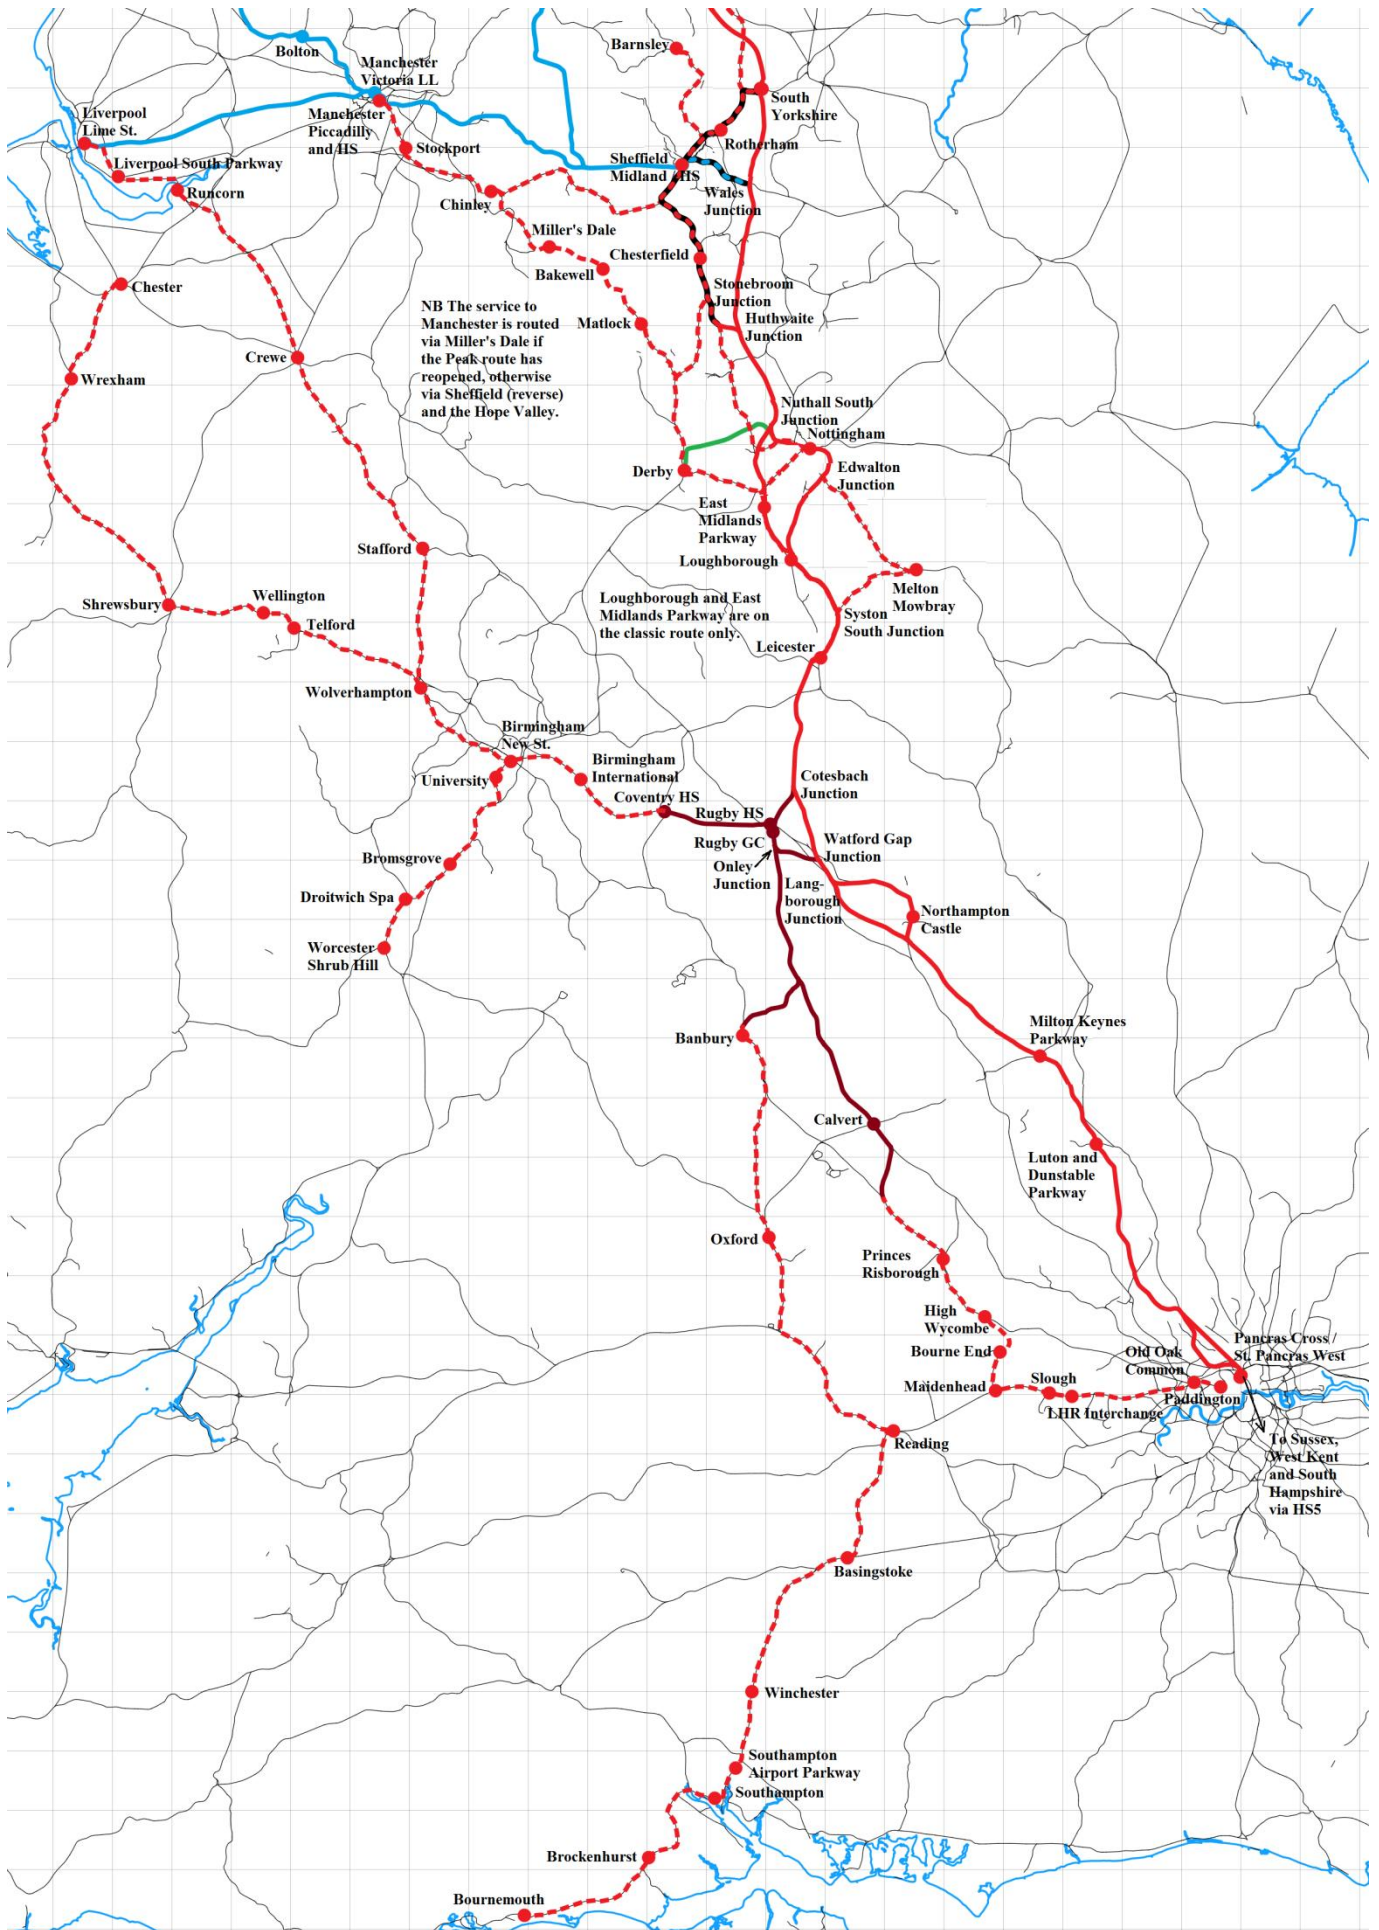 Bolton
Barnsley
Manchester
Victoria LL
Liverpool
Lime St.
Manchester
Piccadilly
and HS
South
Yorkshire
Stockport
Rotherham
Liverpool South Parkway
Sheffield
Midland / HS
Runcorn
Chinley
Wales
Junction
Miller's Dale
Chesterfield
Bakewell
Chester
Stonebroom
Junction
NB The service to
Manchester is routed
via Miller's Dale if
the Peak route has
reopened, otherwise
via Sheffield (reverse)
and the Hope Valley.
Matlock
Huthwaite
Junction
Crewe
Wrexham
Nuthall South
Junction
Nottingham
Derby
Edwalton
Junction
East
Midlands
Parkway
Stafford
Loughborough
Melton
Mowbray
Wellington
Shrewsbury
Telford
Loughborough and East
Midlands Parkway are on
the classic route only.
Syston
South Junction
Leicester
Wolverhampton
Birmingham
New St.
Birmingham
International
University
Coventry HS
Cotesbach
Junction
Rugby HS
Rugby GC
Watford Gap
Junction
Bromsgrove
Onley
Junction
Lang-
borough
Junction
Droitwich Spa
Northampton
Castle
Worcester
Shrub Hill
Milton Keynes
Parkway
Banbury
Calvert
Luton and
Dunstable
Parkway
Oxford
Princes
Risborough
High
Wycombe
Pancras Cross /
St. Pancras West
Bourne End
Old Oak
Common
Maidenhead
Slough
Paddington
LHR Interchange
Reading
To Sussex,
West Kent
and South
Hampshire
via HS5
Basingstoke
Winchester
Southampton
Airport Parkway
Southampton
Brockenhurst
Bournemouth